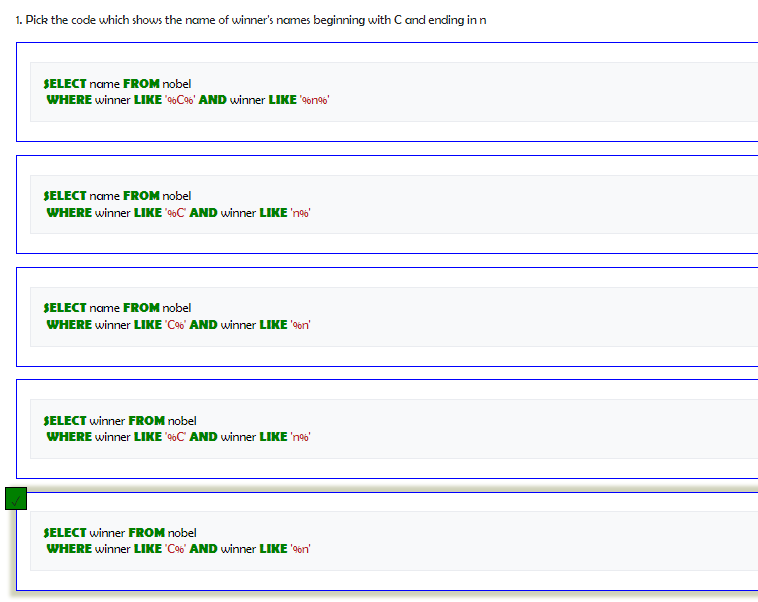 1. Pick the code which shows the name of winner's names beginning with C and ending in n
SELECT name FROM nobel
WHERE winner LIKE '%C%' AND winner LIKE '%n%'
SELECT name FROM nobel
WHERE winner LIKE '%C' AND winner LIKE 'n%'
SELECT name FROM nobel
WHERE winner LIKE 'C%' AND winner LIKE '%n'
SELECT winner FROM nobel
WHERE winner LIKE '%C' AND winner LIKE 'n%'
SELECT winner FROM nobel
WHERE winner LIKE 'C%' AND winner LIKE '%n'